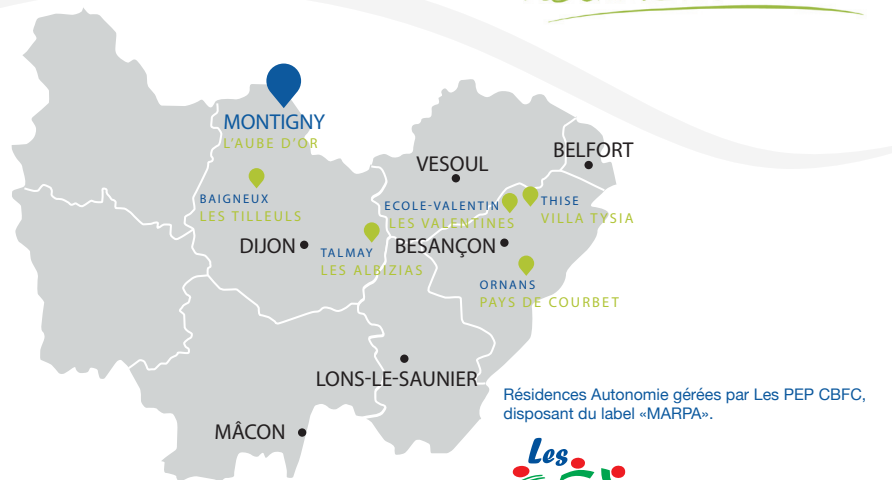 MONTIGNY
L'AUBE D'OR
VESOUL
BELFORT
BAIGNEUX
LES TILLEULS
ECOLE-VALENTIN
LES VALENTINES
THISE
VILLA TYSIA
DIJON
TALMAY
LES ALBIZIAS
BESANÇON
ORNANS
PAYS DE COURBET
LONS-LE-SAUNIER
MÂCON
Résidences Autonomie gérées par Les PEP CBFC,
disposant du label «MARPA».
Les